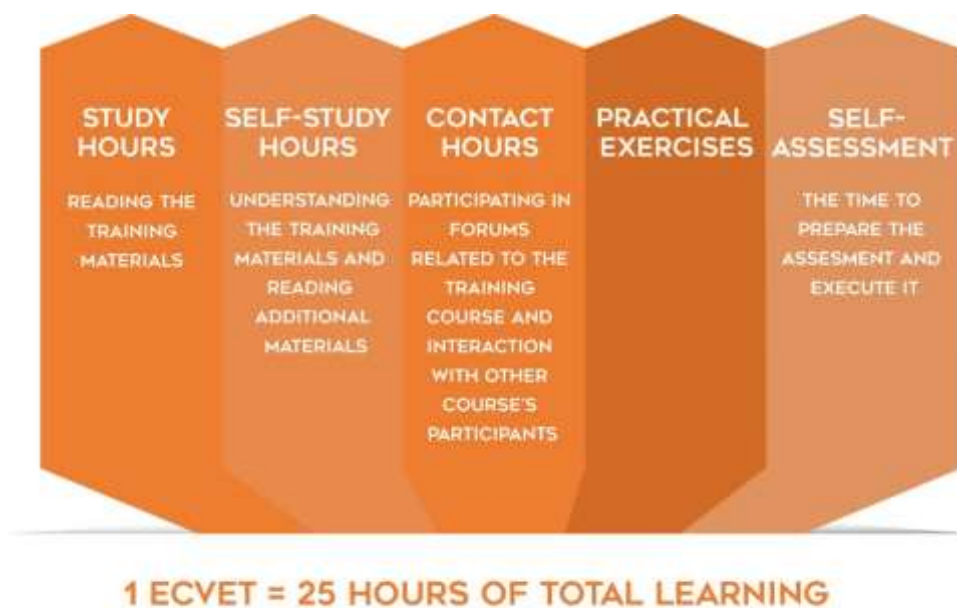 STUDY
HOURS
READING THE
TRAINING
MATERIALS
SELF-STUDY
HOURS
UNDERSTANDING
THE TRAINING
MATERIALS AND
READING
ADDITIONAL
MATERIALS
CONTACT
HOURS
PARTICIPATING IN
FORUMS
RELATED TO THE
TRAINING
COURSE AND
INTERACTION
WITH OTHER
COURSE'S
PARTICIPANTS
PRACTICAL
EXERCISES
SELF-
ASSESSMENT
THE TIME TO
PREPARE THE
ASSESMENT AND
EXECUTE IT
1 ECVET = 25 HOURS OF TOTAL LEARNING